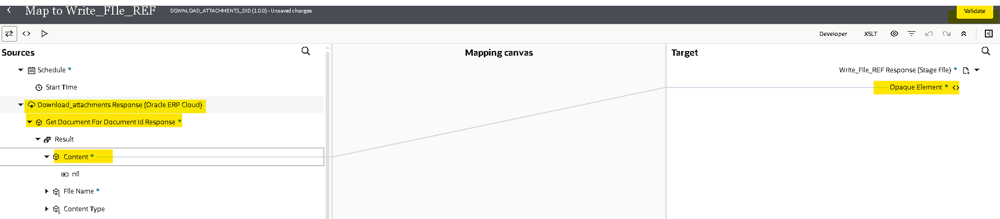 Map to Write_FIle_REF DOWNLOAD_ATTACHMENTS_DID (1.0.0) - Unsaved changes Validate
Developer XSLT
Sources Mapping canvas Target
Schedule * Write_FIle_REF Response (Stage File) *
Start Time Opaque Element * <>
Download_attachments Response (Oracle ERP Cloud)
Get Document For Document Id Response *
Result
Content *
nil
File Name *
Content Type